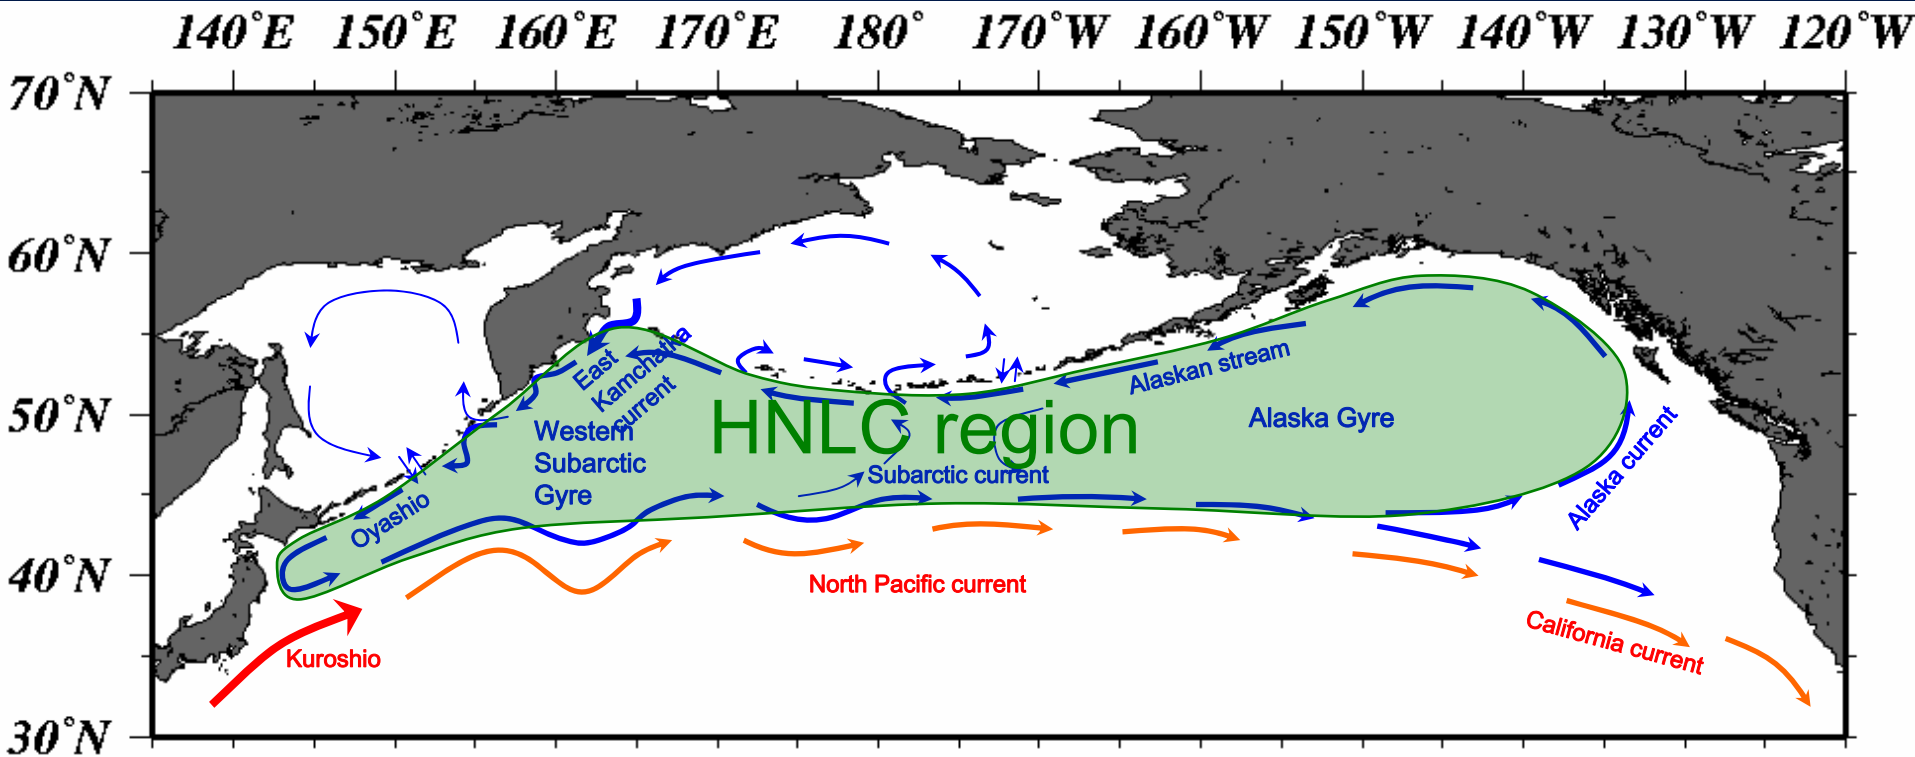 140°E 150°E 160°E 170°E 180° 170°W 160°W 150°W 140°W 130°W 120°W
70°N
60°N
50°N
40°N
30°N
East
Kamchatka
current
Western
Subarctic
Gyre
HNLC region
Alaskan stream
Alaska Gyre
Subarctic current
Alaska current
Oyashio
North Pacific current
Kuroshio
California current